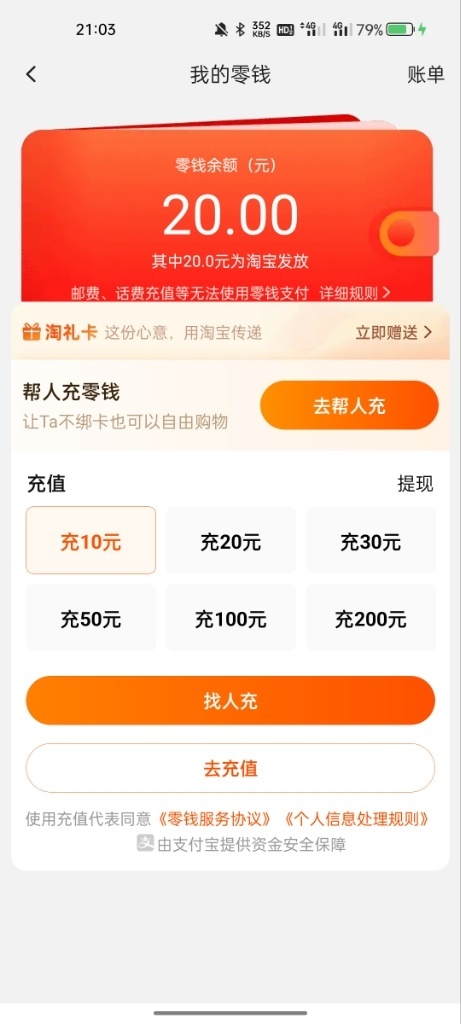 21:03
352 KB/S HD 4G 4G 79%
我的零钱
账单
零钱余额（元）
20.00
其中20.0元为淘宝发放
邮费、话费充值等无法使用零钱支付 详细规则
淘礼卡 这份心意，用淘宝传递 立即赠送
帮人充零钱
让Ta不绑卡也可以自由购物
去帮人充
充值
提现
充10元 充20元 充30元
充50元 充100元 充200元
找人充
去充值
使用充值代表同意《零钱服务协议》《个人信息处理规则》
支 由支付宝提供资金安全保障